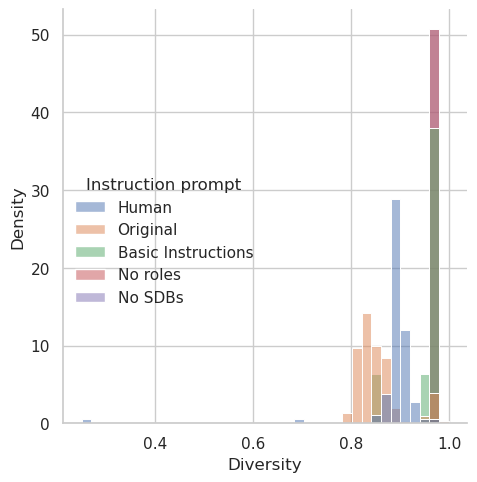 50
40
30
20
10
0
Density
Instruction prompt
Human
Original
Basic Instructions
No roles
No SDBs
0.4
0.6
0.8
1.0
Diversity